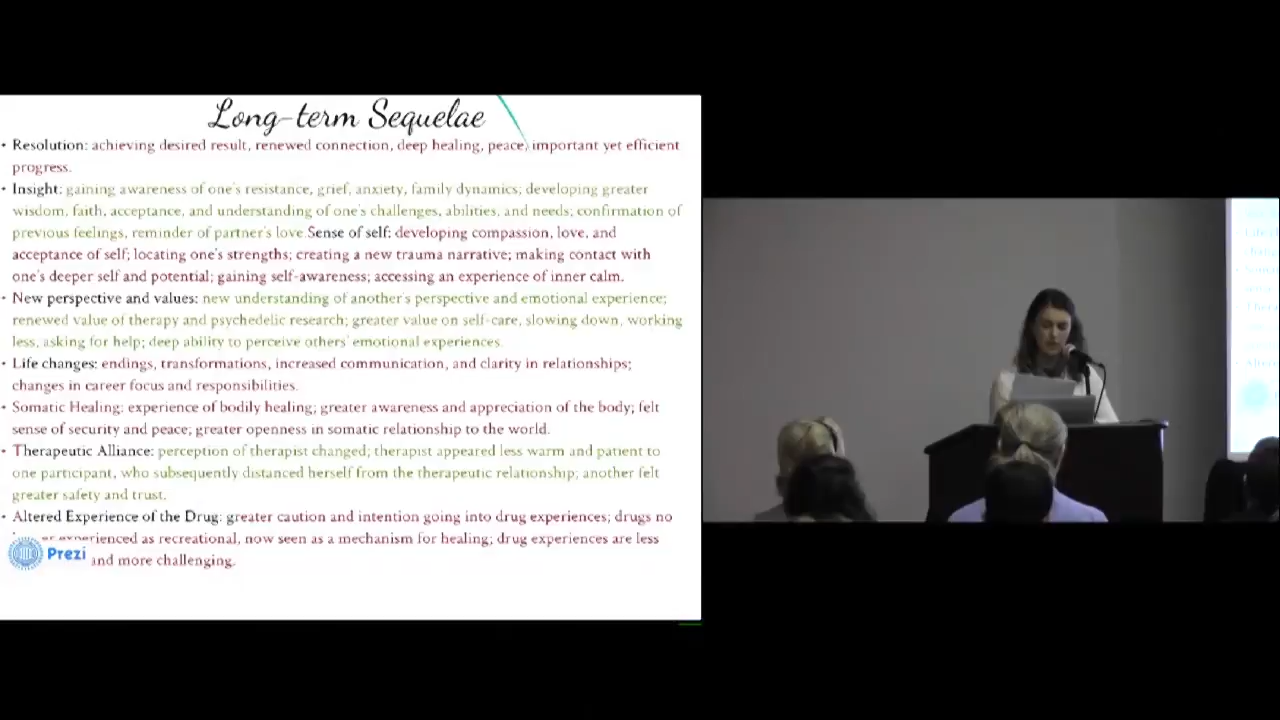 Long-term Sequelae
• Resolution: achieving desired result, renewed connection, deep healing, peace, important yet efficient
progress.
• Insight: gaining awareness of one's resistance, grief, anxiety, family dynamics; developing greater
wisdom, faith, acceptance, and understanding of one's challenges, abilities, and needs; confirmation of
previous feelings, reminder of partner's love.Sense of self: developing compassion, love, and
acceptance of self; locating one's strengths; creating a new trauma narrative; making contact with
one's deeper self and potential; gaining self-awareness; accessing an experience of inner calm.
• New perspective and values: new understanding of another's perspective and emotional experience;
renewed value of therapy and psychedelic research; greater value on self-care, slowing down, working
less, asking for help; deep ability to perceive others' emotional experiences.
• Life changes: endings, transformations, increased communication, and clarity in relationships;
changes in career focus and responsibilities.
• Somatic Healing: experience of bodily healing; greater awareness and appreciation of the body; felt
sense of security and peace; greater openness in somatic relationship to the world.
• Therapeutic Alliance: perception of therapist changed; therapist appeared less warm and patient to
one participant, who subsequently distanced herself from the therapeutic relationship; another felt
greater safety and trust.
• Altered Experience of the Drug: greater caution and intention going into drug experiences; drugs no
experienced as recreational, now seen as a mechanism for healing; drug experiences are less
and more challenging.
Prezi